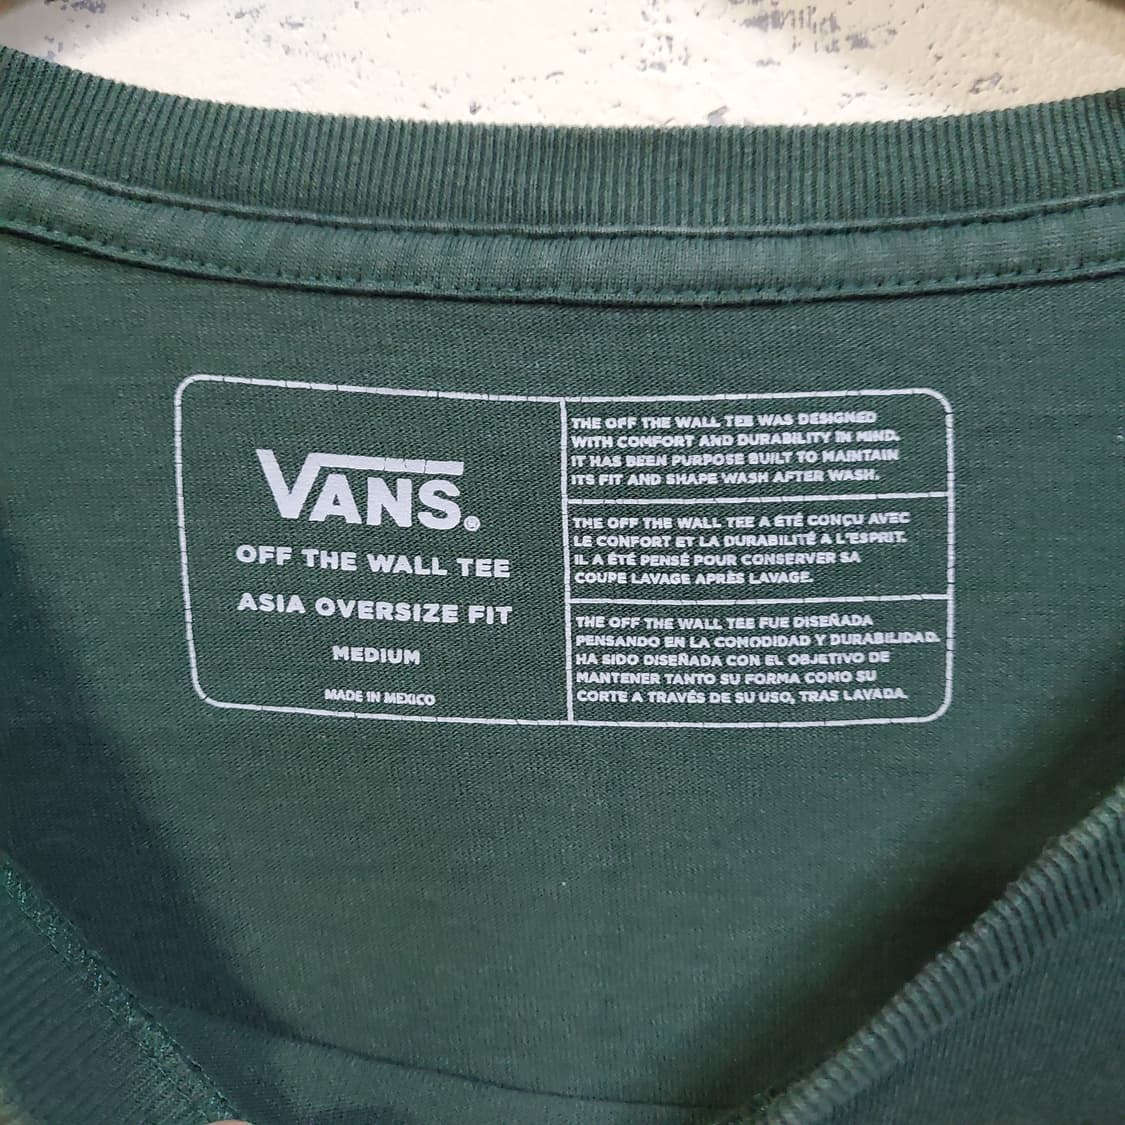 VANS®
OFF THE WALL TEE
ASIA OVERSIZE FIT
MEDIUM
MADE IN MEXICO
THE OFF THE WALL TEE WAS DESIGNED
WITH COMFORT AND DURABILITY IN MIND.
IT HAS BEEN PURPOSE BUILT TO MAINTAIN
ITS FIT AND SHAPE WASH AFTER WASH.
THE OFF THE WALL TEE A ÉTÉ CONÇU AVEC
LE CONFORT ET LA DURABILITÉ A L'ESPRIT.
IL A ÉTÉ PENSÉ POUR CONSERVER SA
COUPE LAVAGE APRÈS LAVAGE.
THE OFF THE WALL TEE FUE DISEÑADA
PENSANDO EN LA COMODIDAD Y DURABILIDAD.
HA SIDO DISEÑADA CON EL OBJETIVO DE
MANTENER TANTO SU FORMA COMO SU
CORTE A TRAVÉS DE SU USO, TRAS LAVADA.